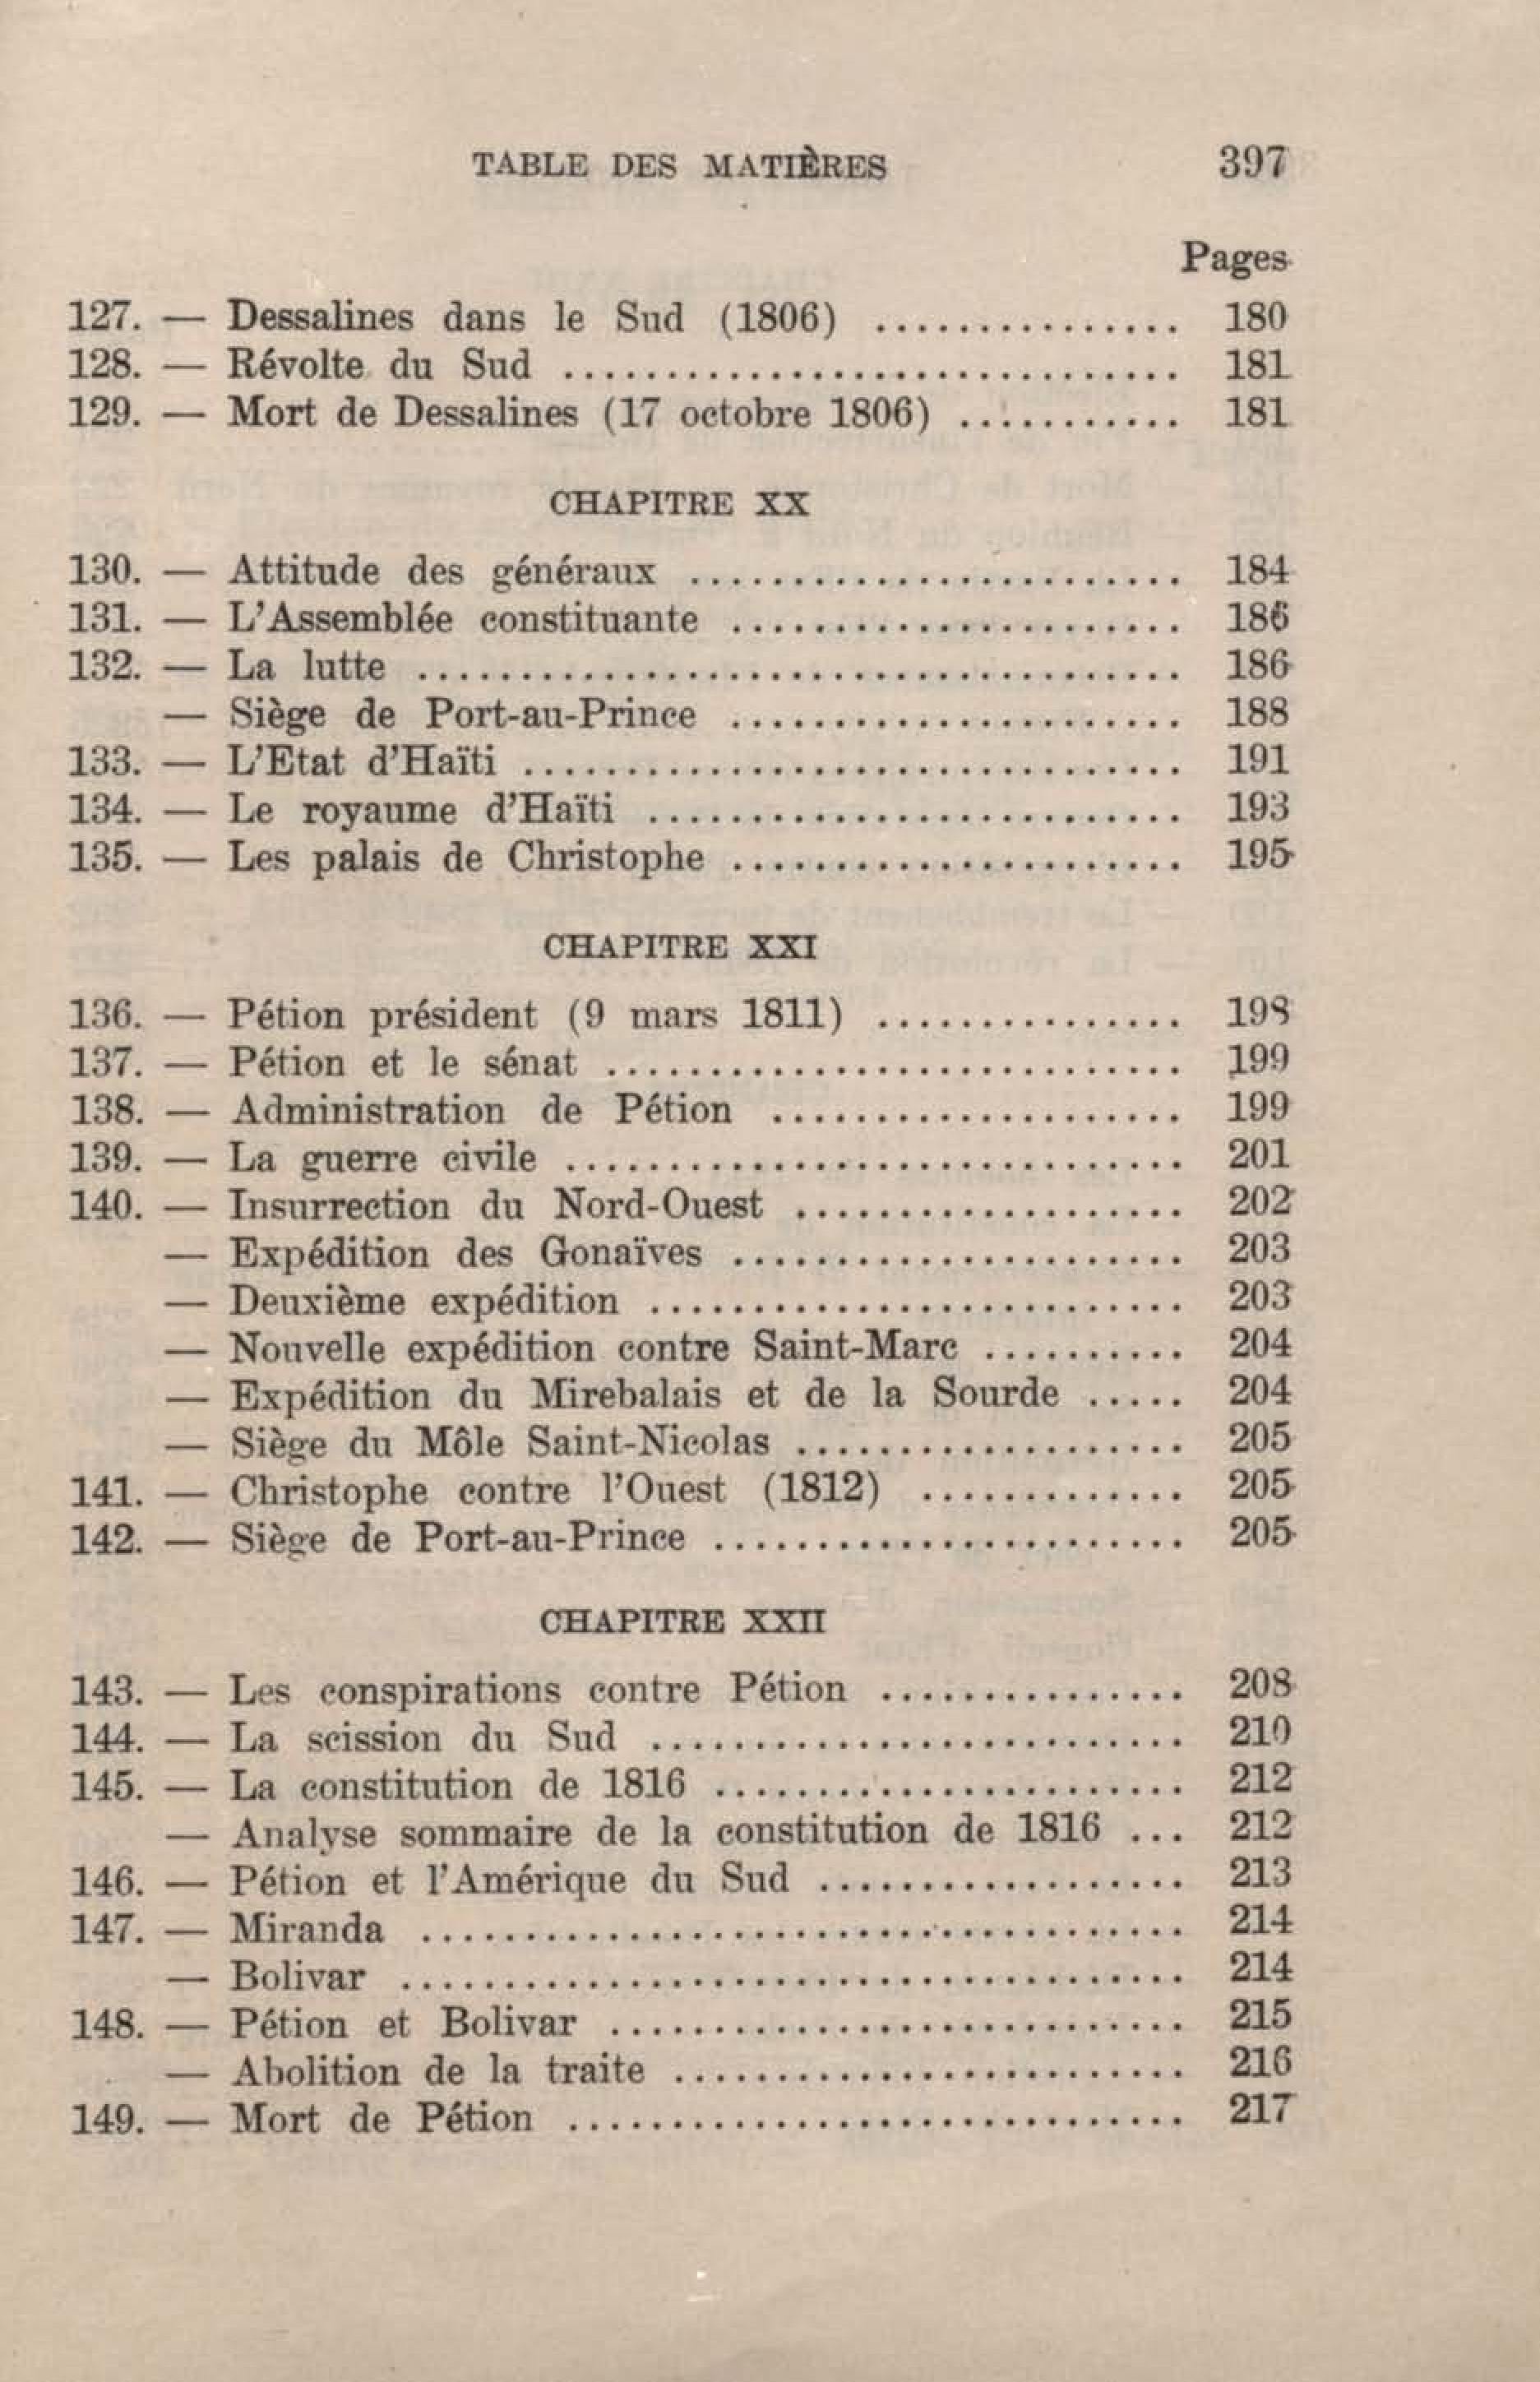 TABLE DES MATIÈRES 397
Pages
127. — Dessalines dans le Sud (1806) ............... 180
128. — Révolte du Sud .............................. 181
129. — Mort de Dessalines (17 octobre 1806) ........... 181
CHAPITRE XX
130. — Attitude des généraux ........................ 184
131. — L'Assemblée constituante ...................... 186
132. — La lutte ..................................... 186
— Siège de Port-au-Prince ...................... 188
133. — L'Etat d'Haïti ................................ 191
134. — Le royaume d'Haïti .......................... 193
135. — Les palais de Christophe ...................... 195
CHAPITRE XXI
136. — Pétion président (9 mars 1811) ............... 198
137. — Pétion et le sénat ............................ 199
138. — Administration de Pétion .................... 199
139. — La guerre civile .............................. 201
140. — Insurrection du Nord-Ouest ................... 202
— Expédition des Gonaïves ...................... 203
— Deuxième expédition .......................... 203
— Nouvelle expédition contre Saint-Marc .......... 204
— Expédition du Mirebalais et de la Sourde ..... 204
— Siège du Môle Saint-Nicolas ................... 205
141. — Christophe contre l'Ouest (1812) ............. 205
142. — Siège de Port-au-Prince ....................... 205
CHAPITRE XXII
143. — Les conspirations contre Pétion ............... 208
144. — La scission du Sud .......................... 210
145. — La constitution de 1816 ....................... 212
— Analyse sommaire de la constitution de 1816 ... 212
146. — Pétion et l'Amérique du Sud .................. 213
147. — Miranda ..................................... 214
— Bolivar ...................................... 214
148. — Pétion et Bolivar ............................ 215
— Abolition de la traite ......................... 216
149. — Mort de Pétion .............................. 217